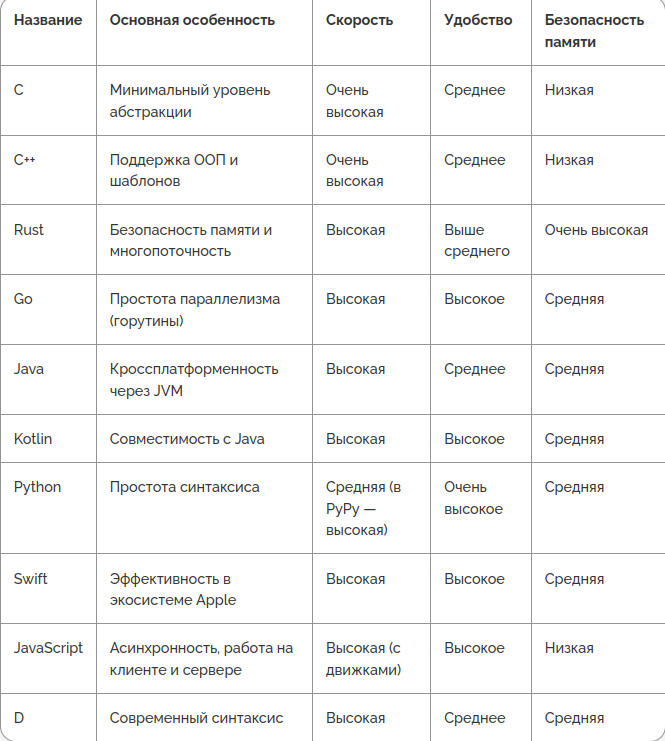 Название Основная особенность Скорость Удобство Безопасность
памяти
C Минимальный уровень Очень Среднее Низкая
абстракции высокая
C++ Поддержка ООП и Очень Среднее Низкая
шаблонов высокая
Rust Безопасность памяти и Высокая Выше Очень высокая
многопоточность среднего
Go Простота параллелизма Высокая Высокое Средняя
(горутины)
Java Кроссплатформенность Высокая Среднее Средняя
через JVM
Kotlin Совместимость с Java Высокая Высокое Средняя
Python Простота синтаксиса Средняя (в Очень Средняя
PyPy — высокое
высокая)
Swift Эффективность в Высокая Высокое Средняя
экосистеме Apple
JavaScript Асинхронность, работа на Высокая (с Высокое Низкая
клиенте и сервере движками)
D Современный синтаксис Высокая Среднее Средняя